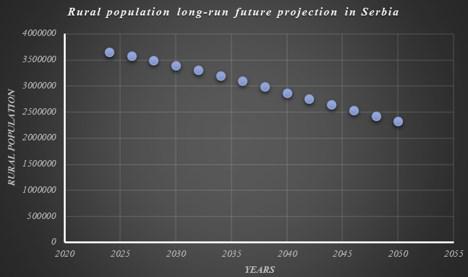 Rural population long-run future projection in Serbia
4000000
3500000
3000000
2500000
2000000
1500000
1000000
500000
0
RURAL POPULATION
2020 2025 2030 2035 2040 2045 2050 2055
YEARS